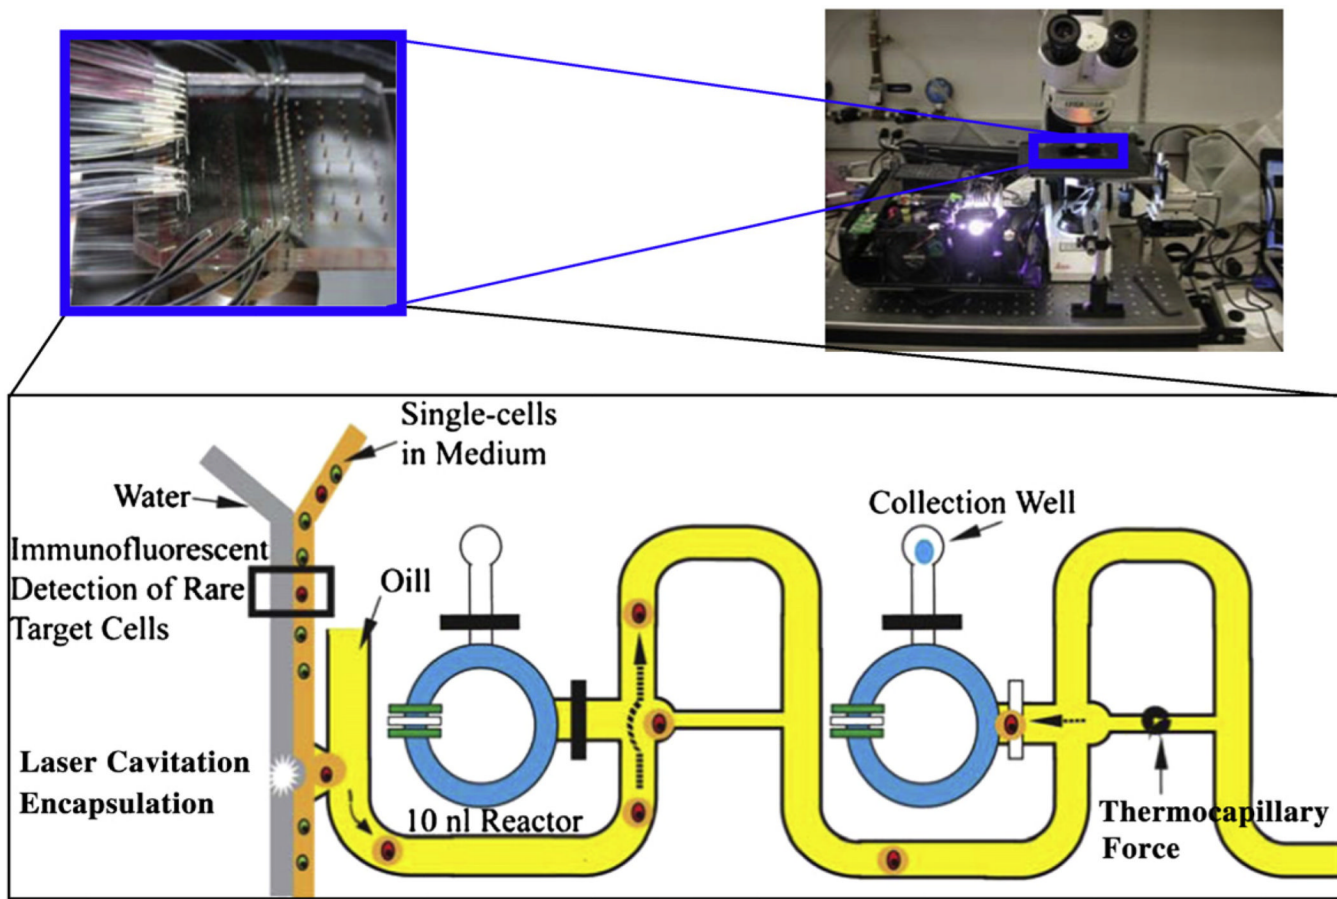 Single-cells
in Medium
Water
Collection Well
Immunofluorescent
Detection of Rare
Target Cells
Oill
Laser Cavitation
Encapsulation
10 nl Reactor
Thermocapillary
Force